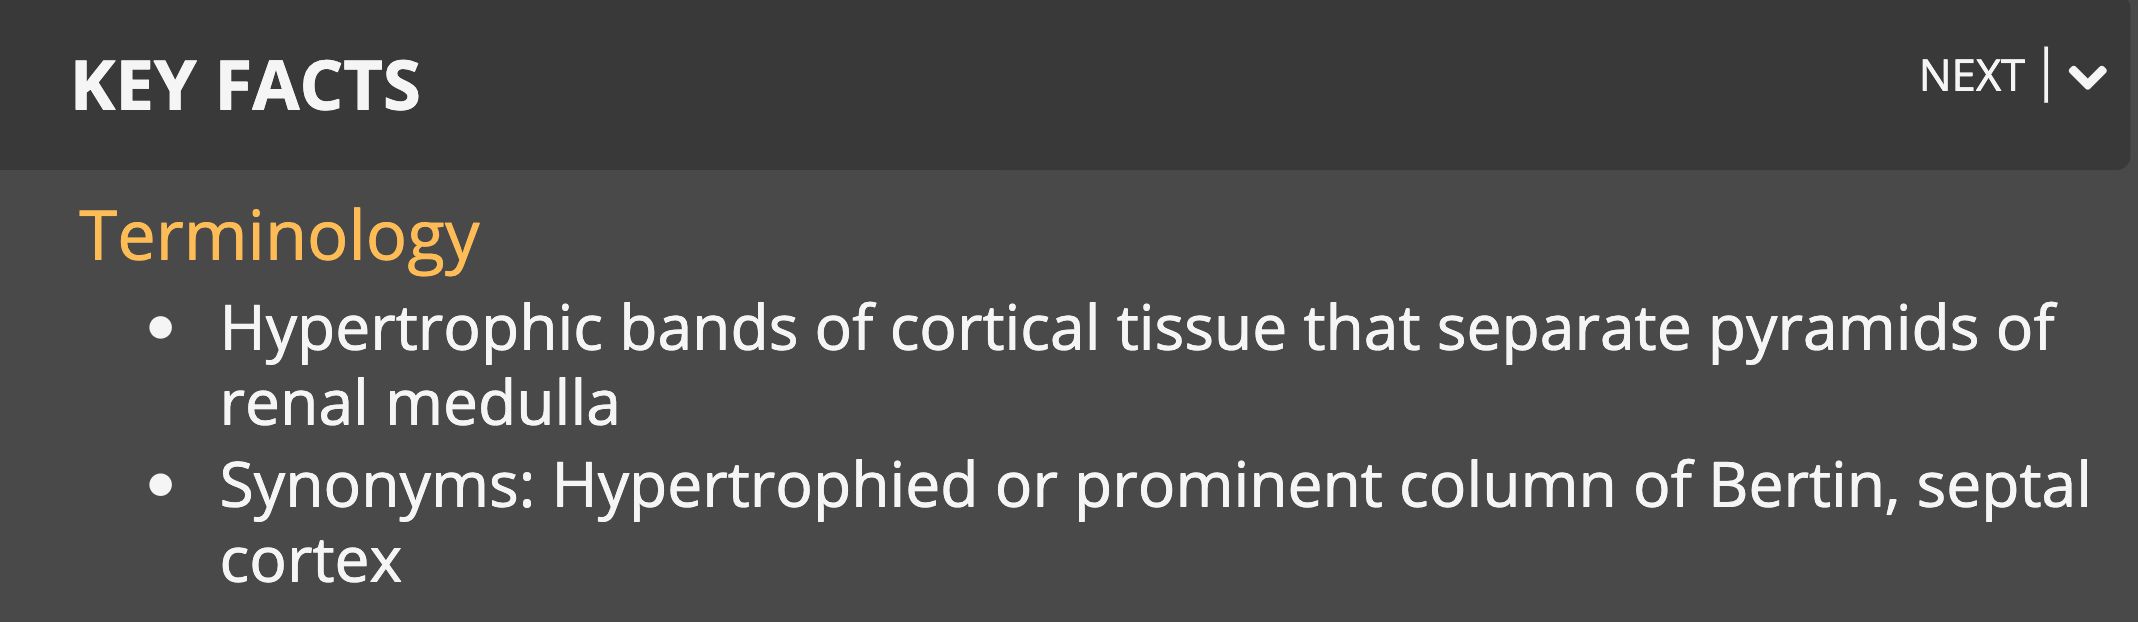 KEY FACTS
NEXT
Terminology
• Hypertrophic bands of cortical tissue that separate pyramids of
renal medulla
• Synonyms: Hypertrophied or prominent column of Bertin, septal
cortex